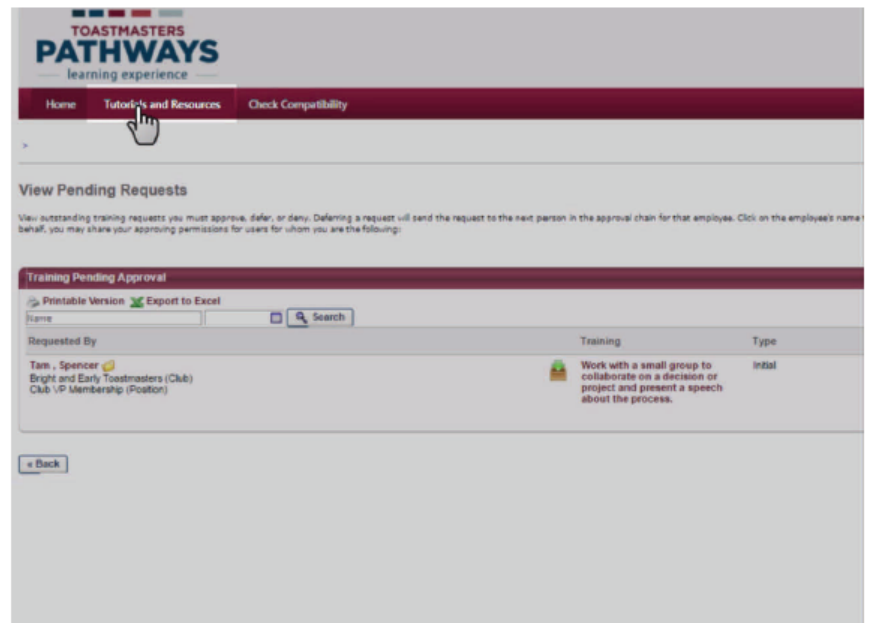 TOASTMASTERS
PATHWAYS
learning experience
Home Tutorials and Resources Check Compatibility
>
View Pending Requests
View outstanding training requests you must approve, defer, or deny. Deferring a request will send the request to the next person in the approval chain for that employee. Click on the employee's name
behalf, you may share your approving permissions for users for whom you are the following:
Training Pending Approval
Printable Version Export to Excel
Name Search
Requested By Training Type
Tam , Spencer Work with a small group to Initial
Bright and Early Toastmasters (Club) collaborate on a decision or
Club VP Membership (Position) project and present a speech
about the process.
« Back